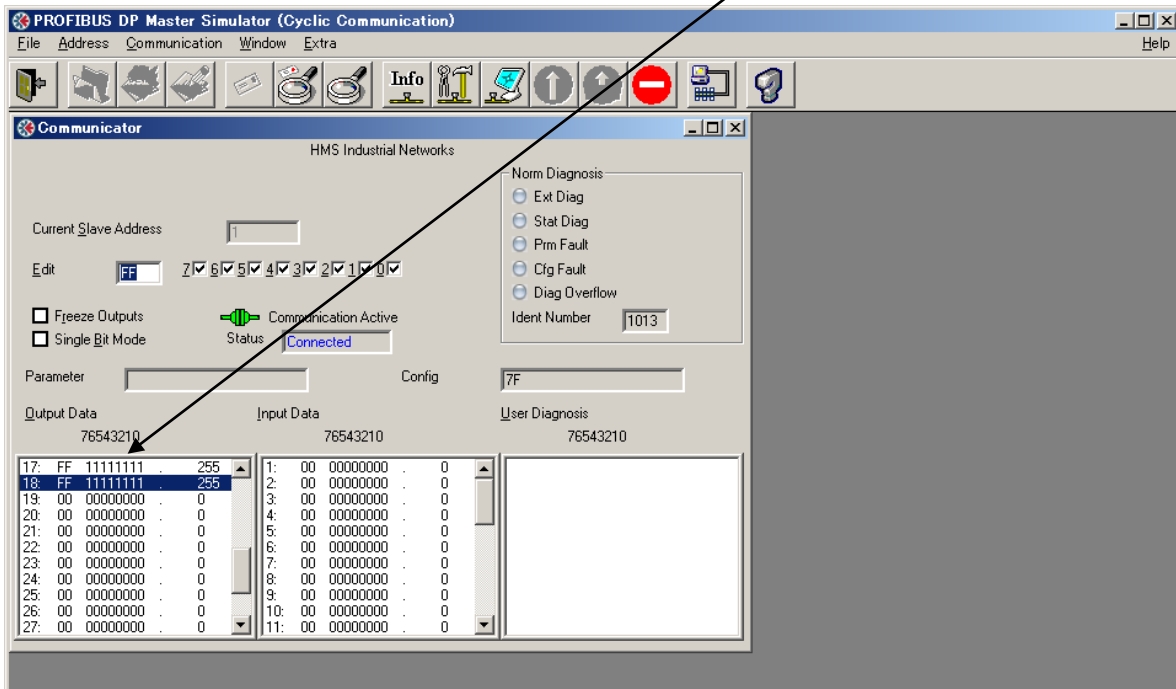 PROFIBUS DP Master Simulator (Cyclic Communication)
File Address Communication Window Extra Help
Info
Communicator
HMS Industrial Networks
Norm Diagnosis
Ext Diag
Stat Diag
Prm Fault
Cfg Fault
Diag Overflow
Ident Number 1013
Current Slave Address 1
Edit FF 7 6 5 4 3 2 1 0
Freeze Outputs
Communication Active
Single Bit Mode
Status Connected
Parameter
Config 7F
Output Data Input Data User Diagnosis
76543210 76543210 76543210
17: FF 11111111 . 255
18: FF 11111111 . 255
19: 00 00000000 . 0
20: 00 00000000 . 0
21: 00 00000000 . 0
22: 00 00000000 . 0
23: 00 00000000 . 0
24: 00 00000000 . 0
25: 00 00000000 . 0
26: 00 00000000 . 0
27: 00 00000000 . 0
1: 00 00000000 . 0
2: 00 00000000 . 0
3: 00 00000000 . 0
4: 00 00000000 . 0
5: 00 00000000 . 0
6: 00 00000000 . 0
7: 00 00000000 . 0
8: 00 00000000 . 0
9: 00 00000000 . 0
10: 00 00000000 . 0
11: 00 00000000 . 0